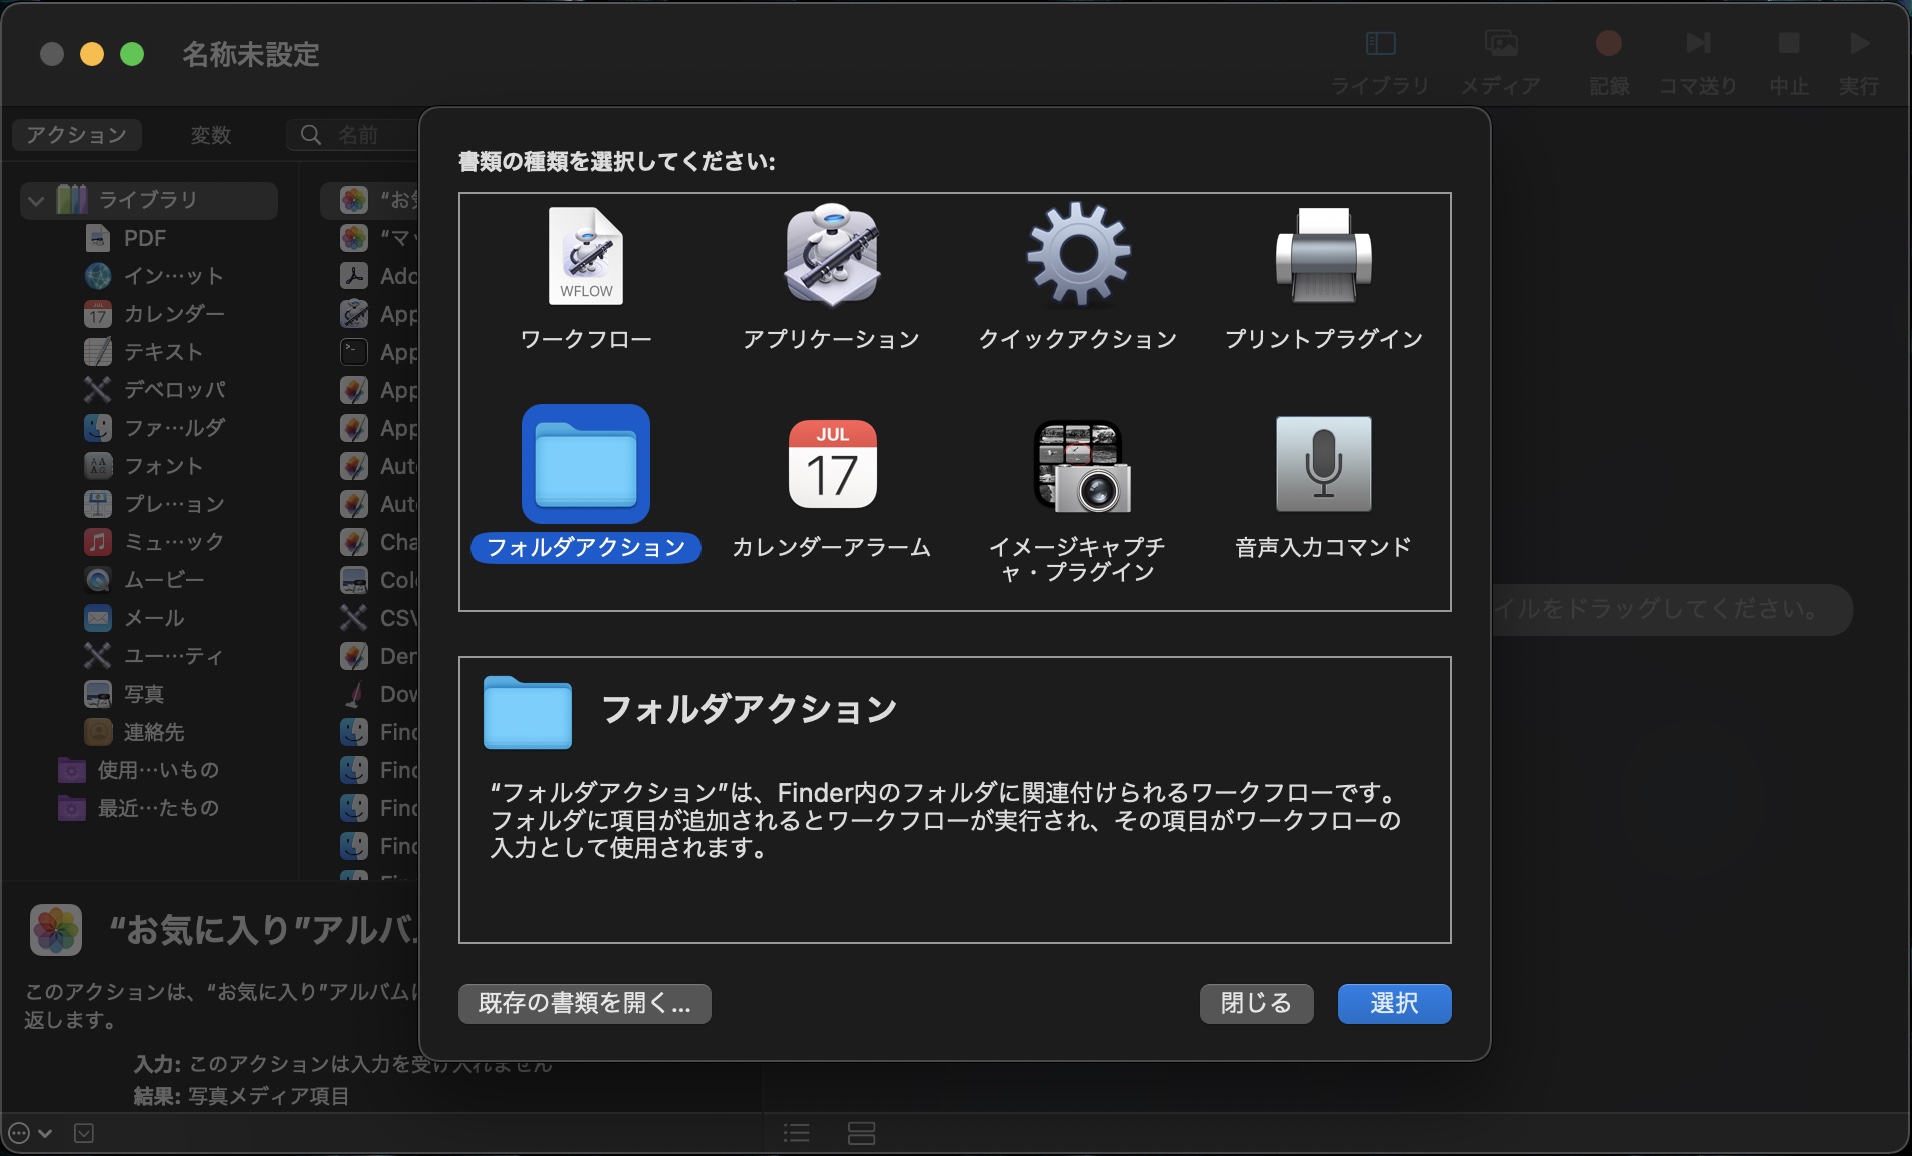 名称未設定
ライブラリ
メディア
記録
コマ送り
中止
実行
アクション
変数
名前
ライブラリ
PDF
イン…ット
カレンダー
テキスト
デベロッパ
ファ…ルダ
フォント
プレ…ョン
ミュ…ック
ムービー
メール
ユー…ティ
写真
連絡先
使用…いもの
最近…たもの
“お気
“マッ
Ado
App
App
App
App
Aut
Aut
Cha
Colo
CSV
Den
Dow
Find
Find
Find
Find
書類の種類を選択してください:
WFLOW
ワークフロー
アプリケーション
クイックアクション
プリントプラグイン
フォルダアクション
JUL
17
カレンダーアラーム
イメージキャプチ
ャ・プラグイン
音声入力コマンド
イルをドラッグしてください。
フォルダアクション
“フォルダアクション”は、Finder内のフォルダに関連付けられるワークフローです。
フォルダに項目が追加されるとワークフローが実行され、その項目がワークフローの
入力として使用されます。
既存の書類を開く...
閉じる
選択
“お気に入り”アルバ
このアクションは、“お気に入り”アルバムに
返します。
入力: このアクションは入力を受け入れません
結果: 写真メディア項目